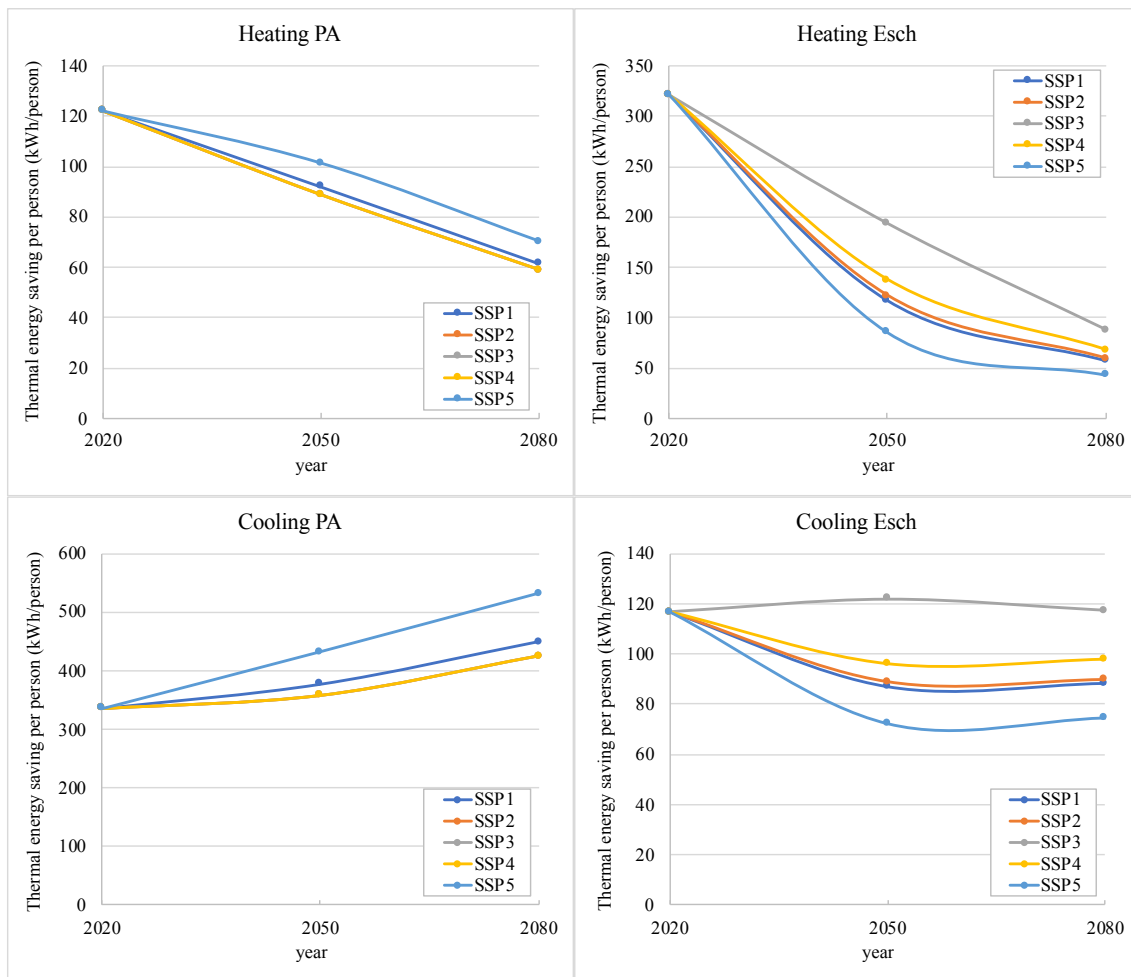 Heating PA
Thermal energy saving per person (kWh/person)
140
120
100
80
60
40
20
0
2020
2050
2080
year
SSP1
SSP2
SSP3
SSP4
SSP5
Heating Esch
Thermal energy saving per person (kWh/person)
350
300
250
200
150
100
50
0
2020
2050
2080
year
SSP1
SSP2
SSP3
SSP4
SSP5
Cooling PA
Thermal energy saving per person (kWh/person)
600
500
400
300
200
100
0
2020
2050
2080
year
SSP1
SSP2
SSP3
SSP4
SSP5
Cooling Esch
Thermal energy saving per person (kWh/person)
140
120
100
80
60
40
20
0
2020
2050
2080
year
SSP1
SSP2
SSP3
SSP4
SSP5